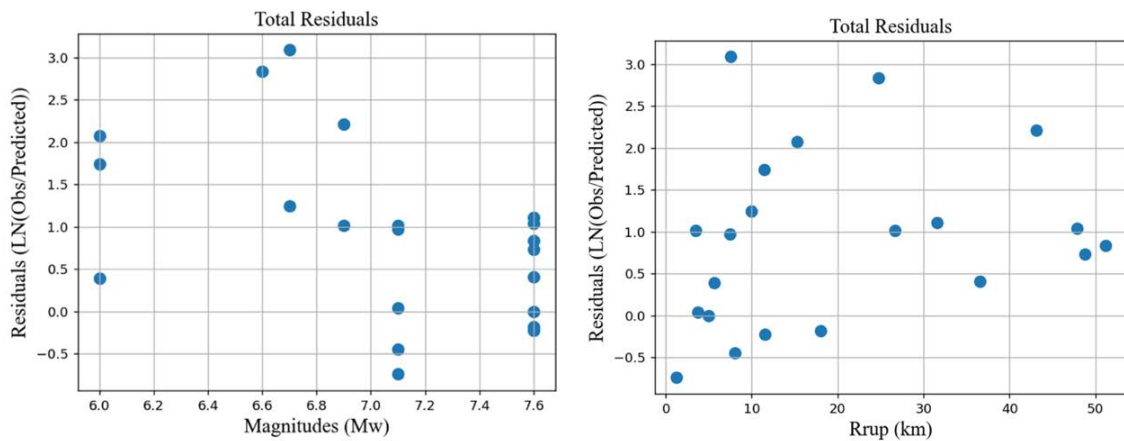 Total Residuals
Residuals (LN(Obs/Predicted))
3.0
2.5
2.0
1.5
1.0
0.5
0.0
−0.5
6.0 6.2 6.4 6.6 6.8 7.0 7.2 7.4 7.6
Magnitudes (Mw)
Total Residuals
Residuals (LN(Obs/Predicted))
3.0
2.5
2.0
1.5
1.0
0.5
0.0
−0.5
0 10 20 30 40 50
Rrup (km)